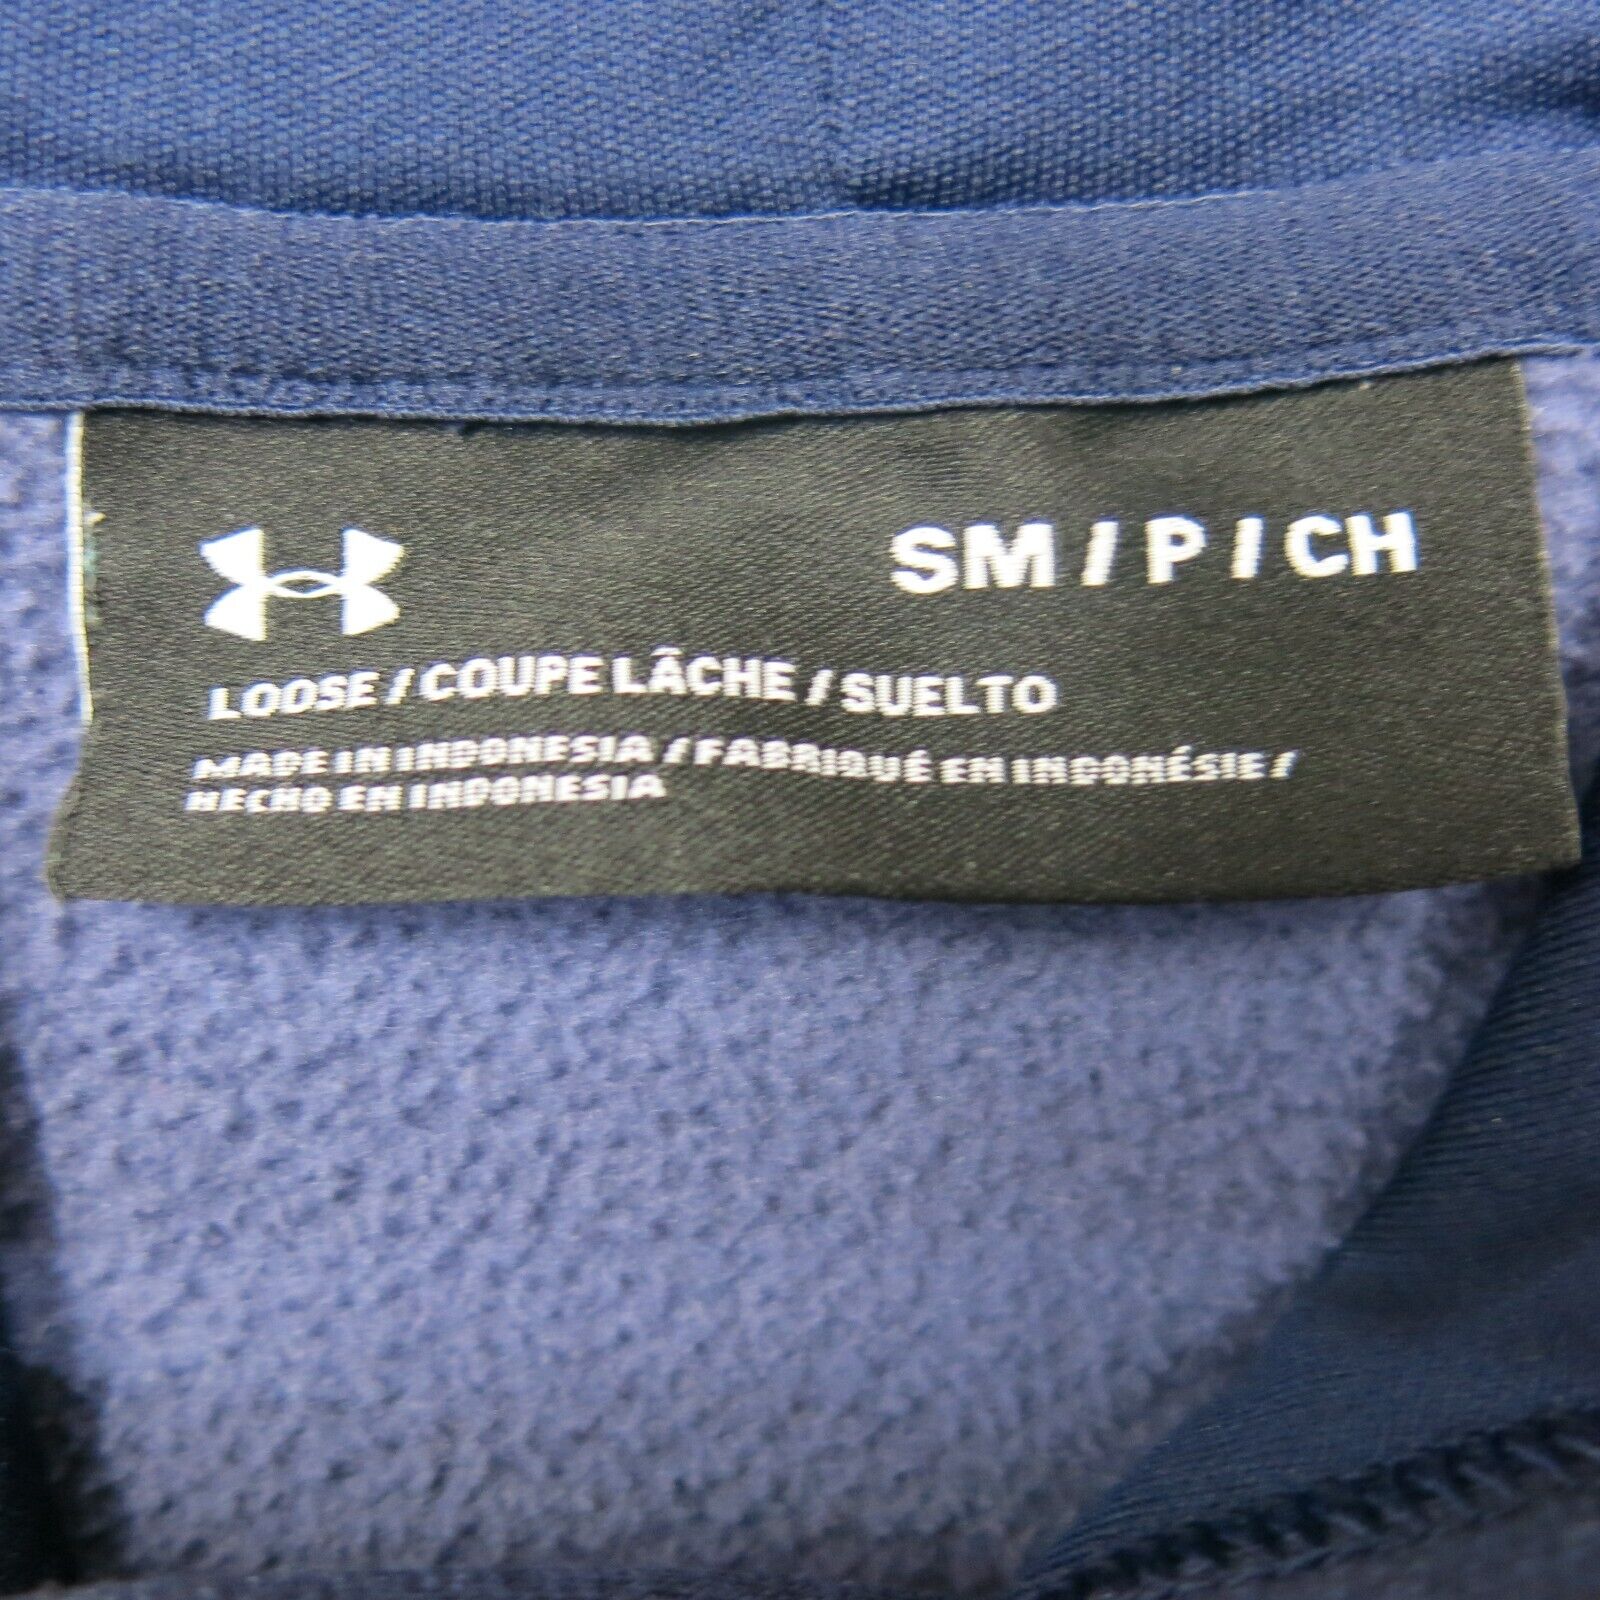 SM / P / CH
LOOSE / COUPE LÂCHE / SUELTO
MADE IN INDONESIA / FABRIQUÉ EN INDONÉSIE /
HECHO EN INDONESIA